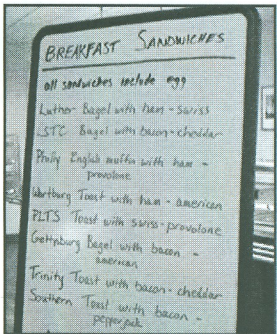 BREAKFAST SANDWICHES
all sandwiches include egg
Luther Bagel with ham - swiss
LSTC Bagel with bacon - cheddar
Philly English muffin with ham -
provolone
Wartburg Toast with ham - american
PLTS Toast with swiss - provolone
Gettysburg Bagel with bacon -
american
Trinity Toast with bacon - cheddar
Southern Toast with bacon -
pepperjack